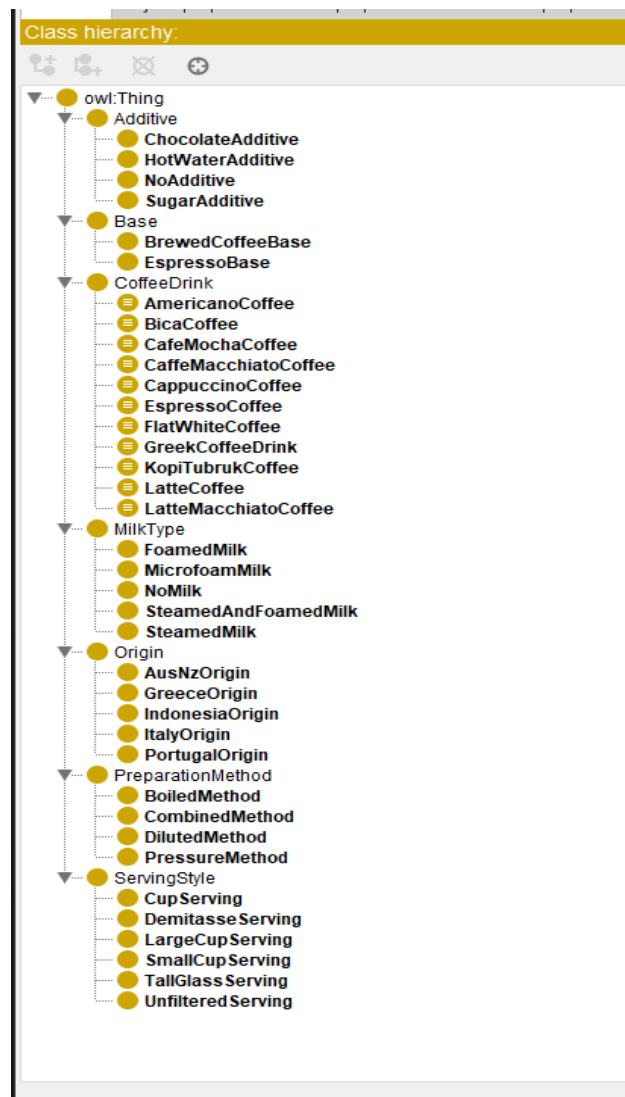 Class hierarchy:
owl:Thing
Additive
ChocolateAdditive
HotWaterAdditive
NoAdditive
SugarAdditive
Base
BrewedCoffeeBase
EspressoBase
CoffeeDrink
AmericanoCoffee
BicaCoffee
CafeMochaCoffee
CaffeMacchiatoCoffee
CappuccinoCoffee
EspressoCoffee
FlatWhiteCoffee
GreekCoffeeDrink
KopiTubrukCoffee
LatteCoffee
LatteMacchiatoCoffee
MilkType
FoamedMilk
MicrofoamMilk
NoMilk
SteamedAndFoamedMilk
SteamedMilk
Origin
AusNzOrigin
GreeceOrigin
IndonesiaOrigin
ItalyOrigin
PortugalOrigin
PreparationMethod
BoiledMethod
CombinedMethod
DilutedMethod
PressureMethod
ServingStyle
CupServing
DemitasseServing
LargeCupServing
SmallCupServing
TallGlassServing
UnfilteredServing